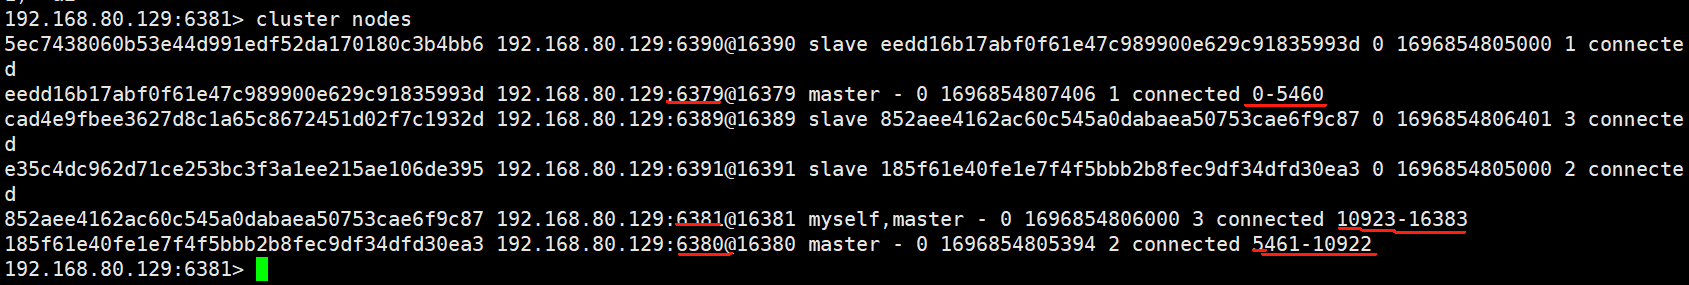 192.168.80.129:6381> cluster nodes
5ec7438060b53e44d991edf52da170180c3b4bb6 192.168.80.129:6390@16390 slave eedd16b17abf0f61e47c989900e629c91835993d 0 1696854805000 1 connecte
d
eedd16b17abf0f61e47c989900e629c91835993d 192.168.80.129:6379@16379 master - 0 1696854807406 1 connected 0-5460
cad4e9fbee3627d8c1a65c8672451d02f7c1932d 192.168.80.129:6389@16389 slave 852aee4162ac60c545a0dabaea50753cae6f9c87 0 1696854806401 3 connecte
d
e35c4dc962d71ce253bc3f3a1ee215ae106de395 192.168.80.129:6391@16391 slave 185f61e40fe1e7f4f5bbb2b8fec9df34dfd30ea3 0 1696854805000 2 connecte
d
852aee4162ac60c545a0dabaea50753cae6f9c87 192.168.80.129:6381@16381 myself,master - 0 1696854806000 3 connected 10923-16383
185f61e40fe1e7f4f5bbb2b8fec9df34dfd30ea3 192.168.80.129:6380@16380 master - 0 1696854805394 2 connected 5461-10922
192.168.80.129:6381>